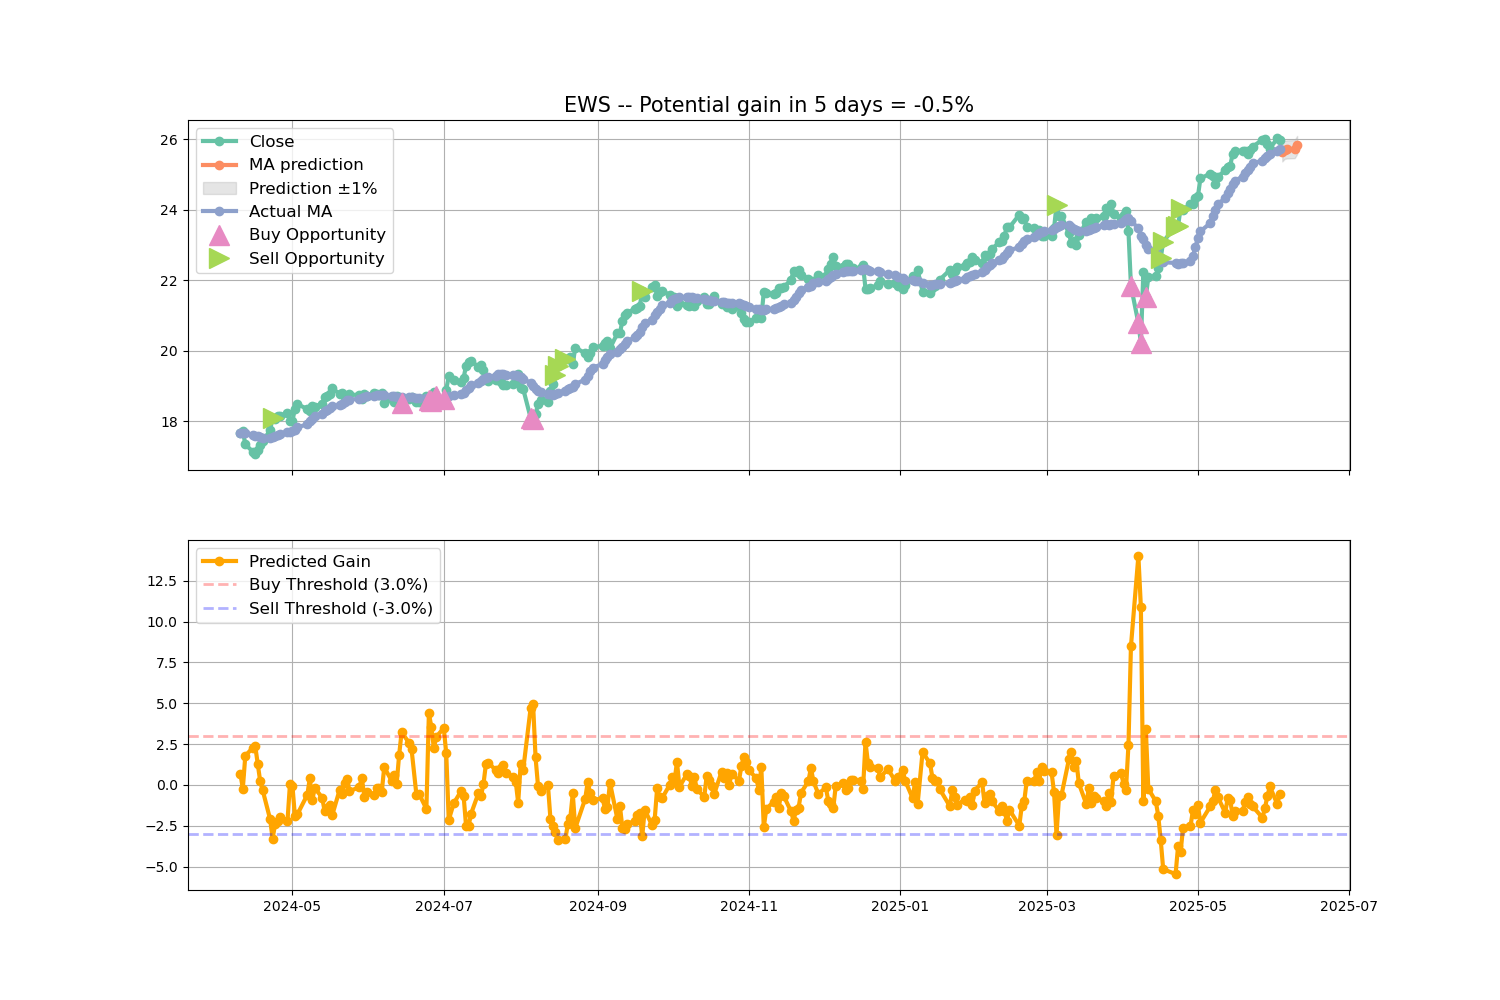 EWS -- Potential gain in 5 days = -0.5%
Close
MA prediction
Prediction ±1%
Actual MA
Buy Opportunity
Sell Opportunity
26
24
22
20
18
Predicted Gain
Buy Threshold (3.0%)
Sell Threshold (-3.0%)
12.5
10.0
7.5
5.0
2.5
0.0
−2.5
−5.0
2024-05 2024-07 2024-09 2024-11 2025-01 2025-03 2025-05 2025-07